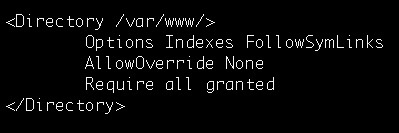 <Directory /var/www/>
        Options Indexes FollowSymLinks
        AllowOverride None
        Require all granted
</Directory>